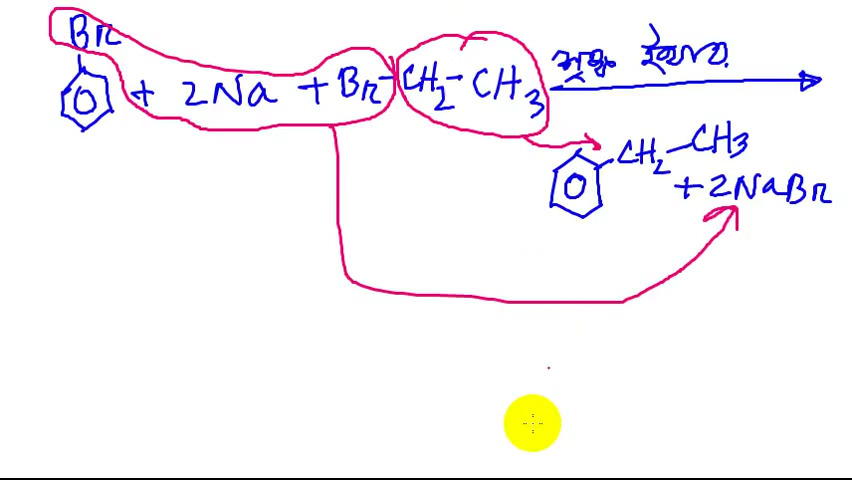 Br
+ 2Na + Br-CH2-CH3 শুষ্ক ইথার
CH2-CH3
+ 2NaBr